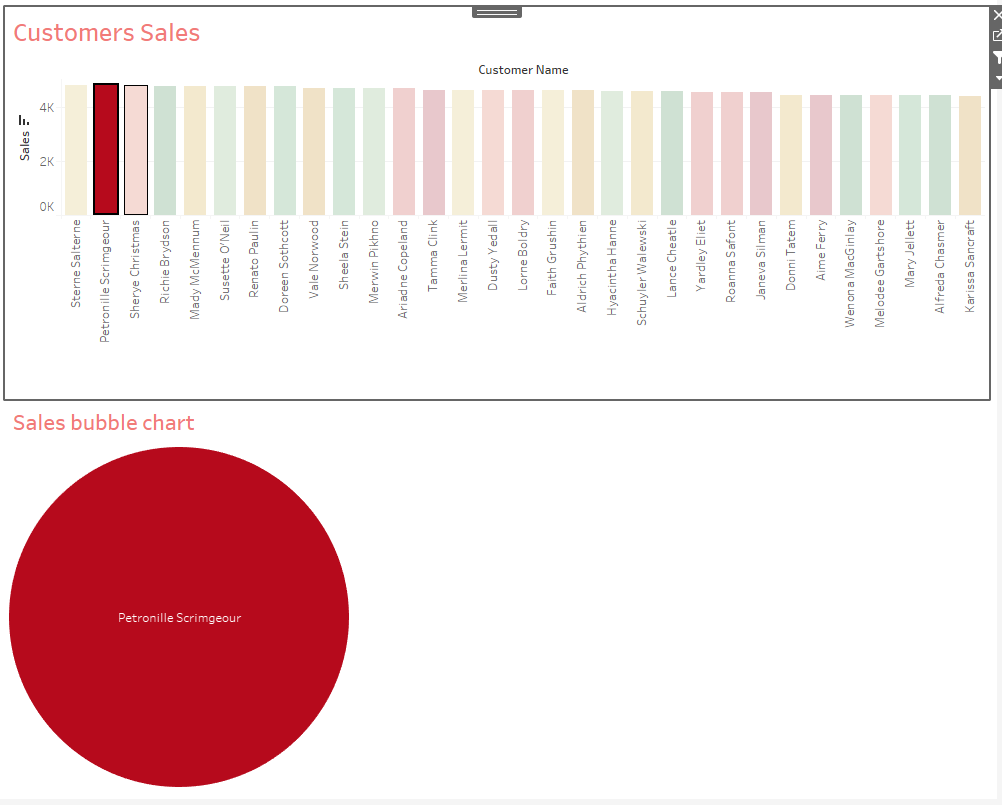 Customers Sales
Customer Name
Sales
4K
2K
0K
Sterne Salterne
Petronille Scrimgeour
Sherye Christmas
Richie Brydson
Mady McMennum
Susette O'Neil
Renato Paulin
Doreen Sothcott
Vale Norwood
Sheela Stein
Merwin Pikhno
Ariadne Copeland
Tamma Clink
Merlina Lermit
Dusty Yedall
Lorne Boldry
Faith Grushin
Aldrich Phythien
Hyacintha Hanne
Schuyler Walewski
Lance Cheatle
Yardley Eliet
Roanna Safont
Janeva Silman
Donni Tatem
Aime Ferry
Wenona MacGinlay
Melodee Gartshore
Mary Jellett
Alfreda Chasmer
Karissa Sancraft
Sales bubble chart
Petronille Scrimgeour